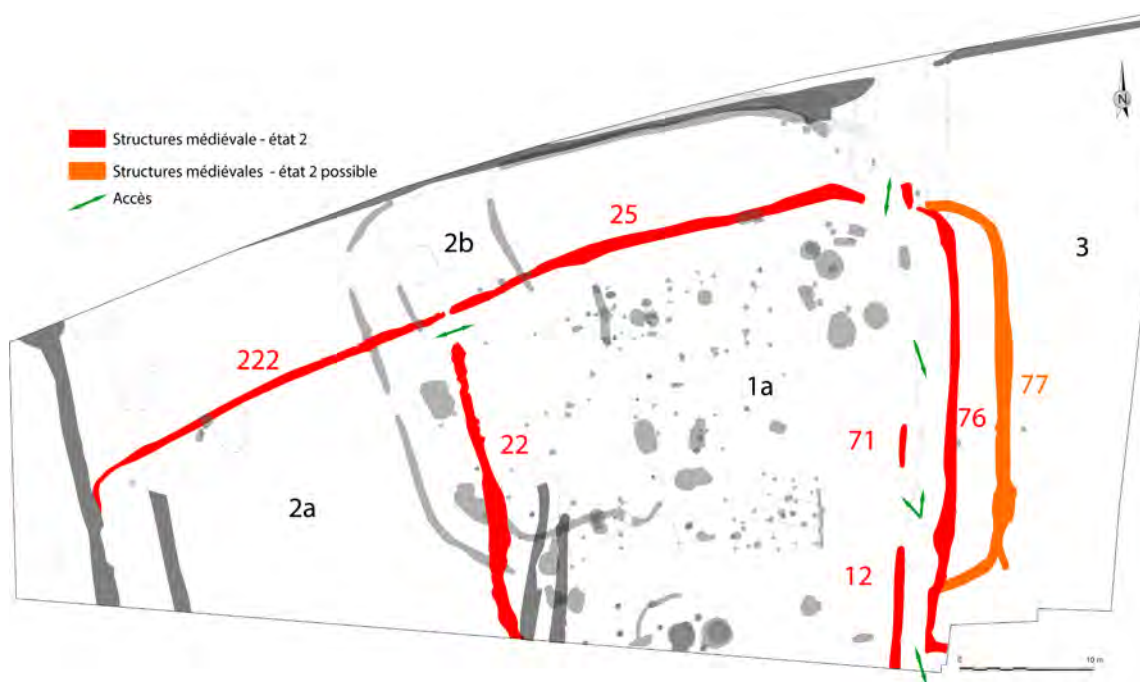 N
Structures médiévale - état 2
Structures médiévales - état 2 possible
Accès
25
2b
3
222
1a
77
71
76
22
2a
12
0
10 m